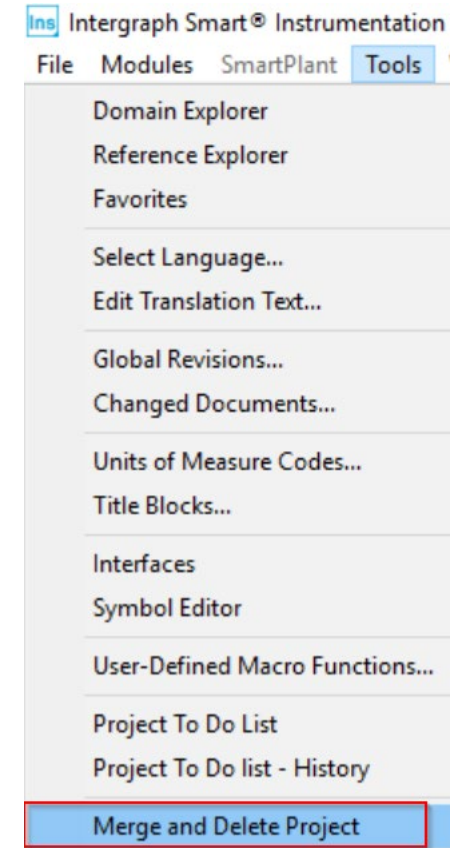 Ins Intergraph Smart® Instrumentation
File Modules SmartPlant Tools
Domain Explorer
Reference Explorer
Favorites
Select Language...
Edit Translation Text...
Global Revisions...
Changed Documents...
Units of Measure Codes...
Title Blocks...
Interfaces
Symbol Editor
User-Defined Macro Functions...
Project To Do List
Project To Do list - History
Merge and Delete Project